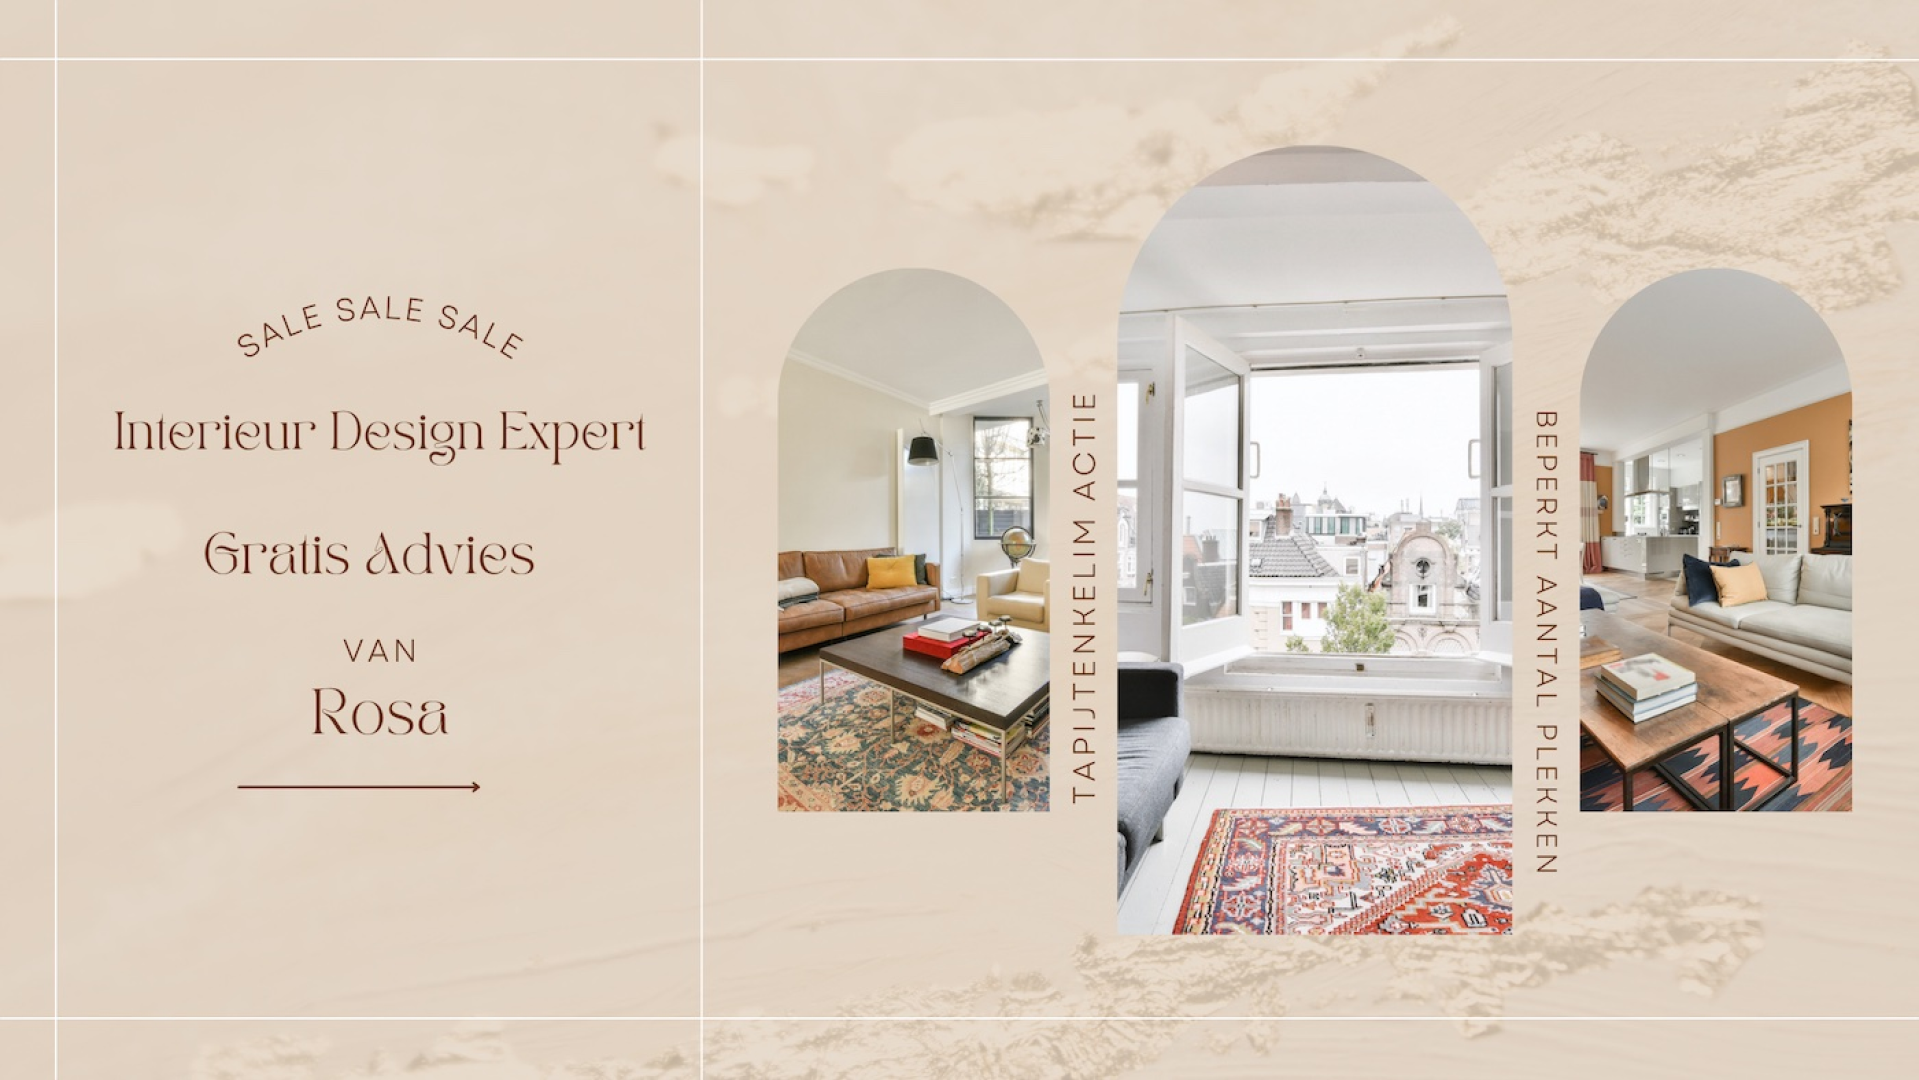 SALE SALE SALE
Interieur Design Expert
Gratis Advies
VAN
Rosa
TAPIJTENKELIM ACTIE
BEPERKT AANTAL PLEKKEN